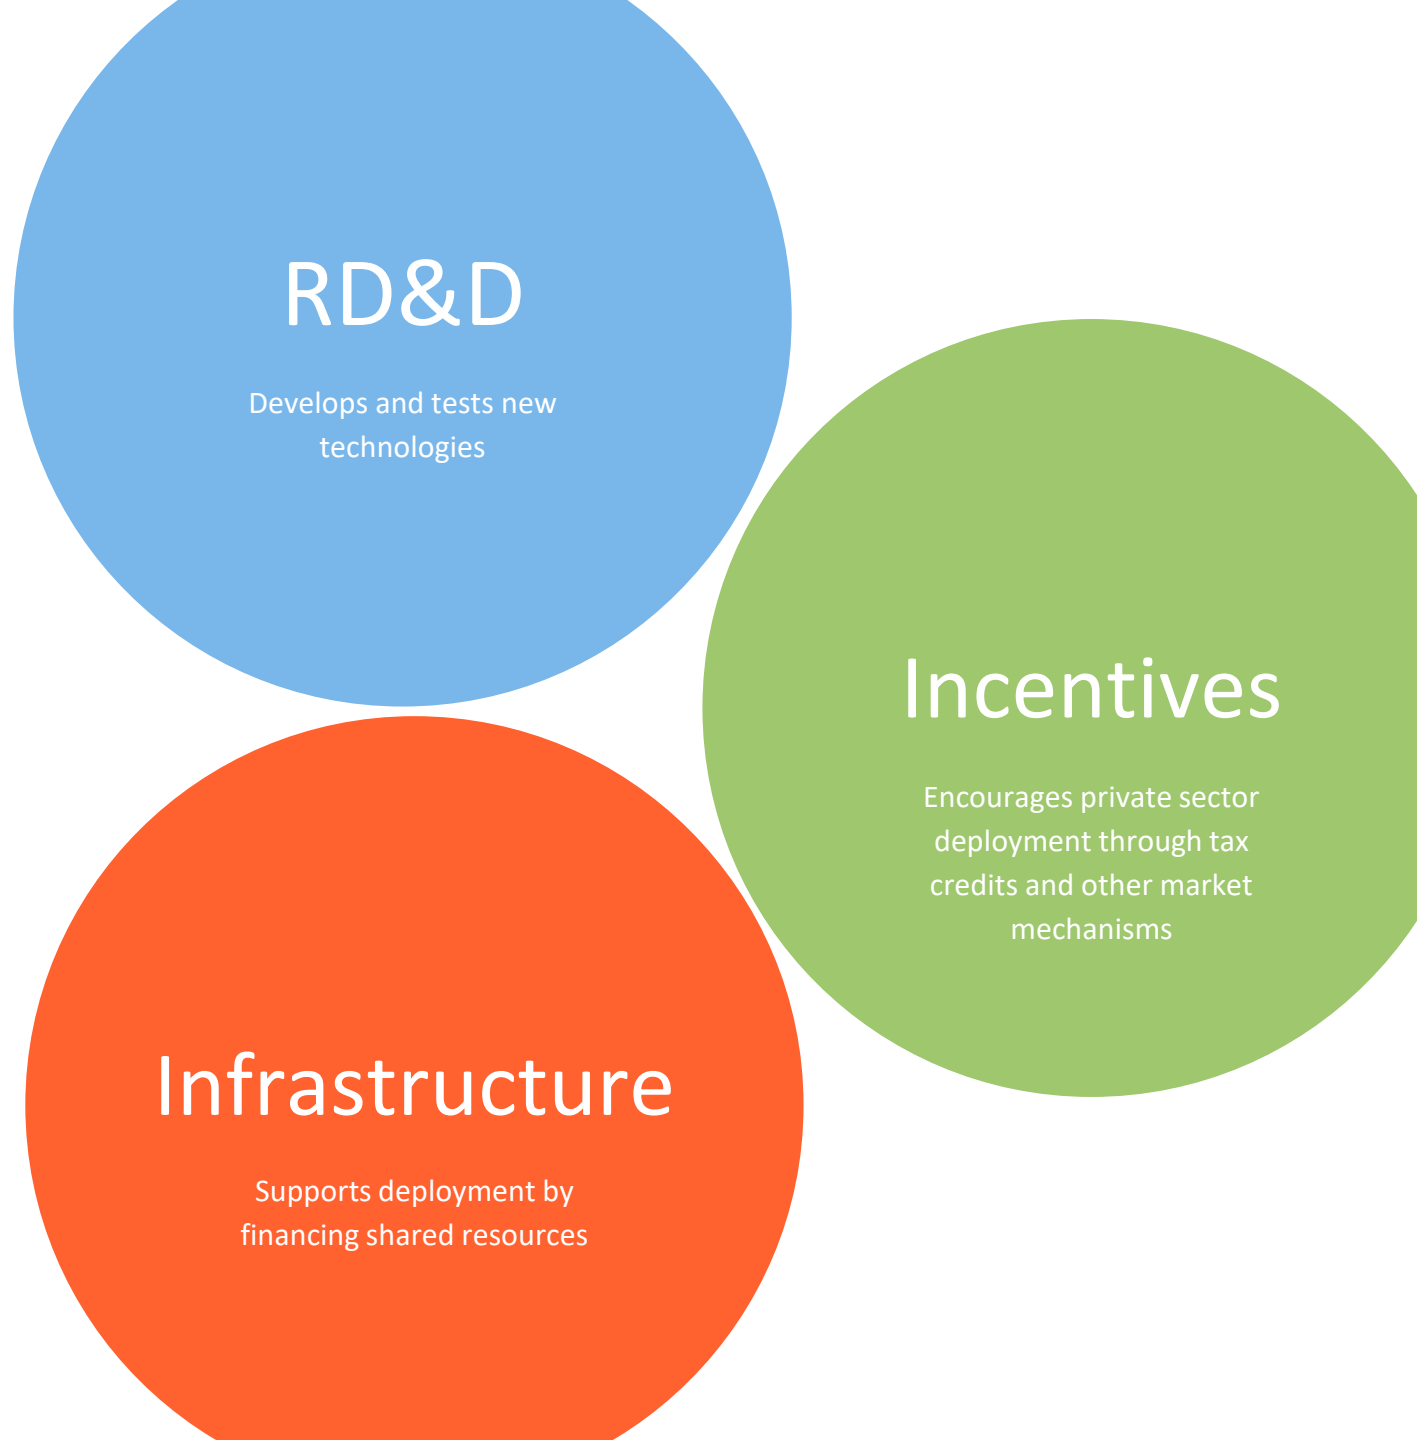 RD&D
Develops and tests new
technologies
Incentives
Encourages private sector
deployment through tax
credits and other market
mechanisms
Infrastructure
Supports deployment by
financing shared resources